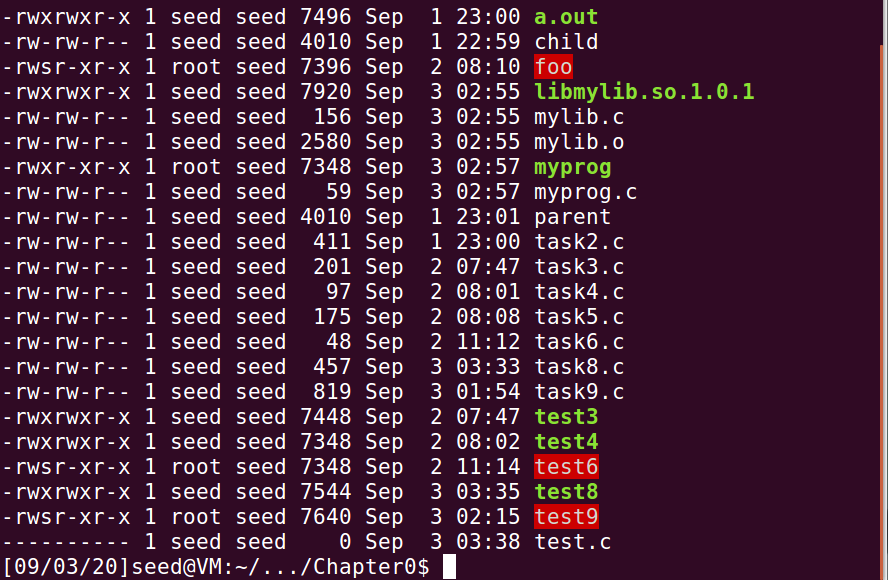 -rwxrwxr-x 1 seed seed 7496 Sep  1 23:00 a.out
-rw-rw-r-- 1 seed seed 4010 Sep  1 22:59 child
-rwsr-xr-x 1 root seed 7396 Sep  2 08:10 foo
-rwxrwxr-x 1 seed seed 7920 Sep  3 02:55 libmylib.so.1.0.1
-rw-rw-r-- 1 seed seed  156 Sep  3 02:55 mylib.c
-rw-rw-r-- 1 seed seed 2580 Sep  3 02:55 mylib.o
-rwxr-xr-x 1 root seed 7348 Sep  3 02:57 myprog
-rw-rw-r-- 1 seed seed   59 Sep  3 02:57 myprog.c
-rw-rw-r-- 1 seed seed 4010 Sep  1 23:01 parent
-rw-rw-r-- 1 seed seed  411 Sep  1 23:00 task2.c
-rw-rw-r-- 1 seed seed  201 Sep  2 07:47 task3.c
-rw-rw-r-- 1 seed seed   97 Sep  2 08:01 task4.c
-rw-rw-r-- 1 seed seed  175 Sep  2 08:08 task5.c
-rw-rw-r-- 1 seed seed   48 Sep  2 11:12 task6.c
-rw-rw-r-- 1 seed seed  457 Sep  3 03:33 task8.c
-rw-rw-r-- 1 seed seed  819 Sep  3 01:54 task9.c
-rwxrwxr-x 1 seed seed 7448 Sep  2 07:47 test3
-rwxrwxr-x 1 seed seed 7348 Sep  2 08:02 test4
-rwsr-xr-x 1 root seed 7348 Sep  2 11:14 test6
-rwxrwxr-x 1 seed seed 7544 Sep  3 03:35 test8
-rwsr-xr-x 1 root seed 7640 Sep  3 02:15 test9
---------- 1 seed seed    0 Sep  3 03:38 test.c
[09/03/20]seed@VM:~/.../Chapter0$